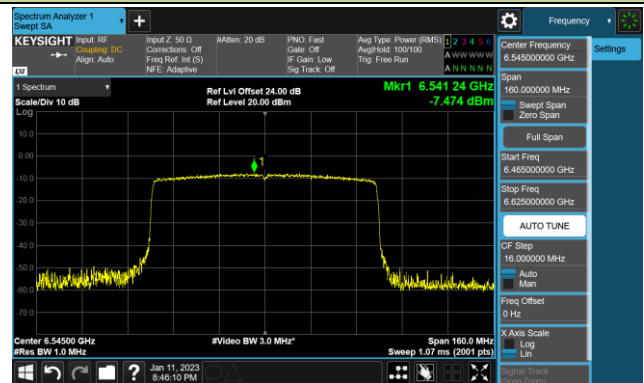 Spectrum Analyzer 1
Swept SA
Frequency
KEYSIGHT
Input: RF
Coupling: DC
Align: Auto
Input Z: 50 Ω
Corrections: Off
Freq Ref: Int (S)
NFE: Adaptive
#Atten: 20 dB
PNO: Fast
Gate: Off
IF Gain: Low
Sig Track: Off
Avg Type: Power (RMS)
Avg|Hold: 100/100
Trig: Free Run
1 2 3 4 5 6
A W W W W W
A N N N N N
LXI
1 Spectrum
Scale/Div 10 dB
Ref Lvl Offset 24.00 dB
Ref Level 20.00 dBm
Mkr1 6.541 24 GHz
-7.474 dBm
Log
10.0
0.00
-10.0
-20.0
-30.0
-40.0
-50.0
-60.0
-70.0
1
Center 6.54500 GHz
#Res BW 1.0 MHz
#Video BW 3.0 MHz*
Span 160.0 MHz
Sweep 1.07 ms (2001 pts)
Jan 11, 2023
8:46:10 PM
Center Frequency
6.545000000 GHz
Settings
Span
160.000000 MHz
Swept Span
Zero Span
Full Span
Start Freq
6.465000000 GHz
Stop Freq
6.625000000 GHz
AUTO TUNE
CF Step
16.000000 MHz
Auto
Man
Freq Offset
0 Hz
X Axis Scale
Log
Lin
Signal Track
(Span Zoom)